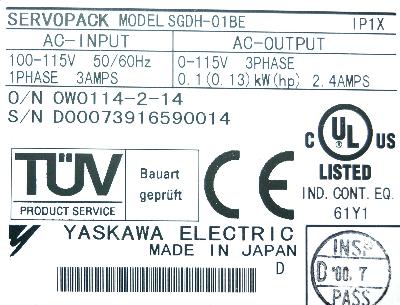 SERVOPACK MODEL SGDH-01BE IP1X
AC-INPUT AC-OUTPUT
100-115V 50/60Hz 0-115V 3PHASE
1PHASE 3AMPS 0.1(0.13)kW(hp) 2.4AMPS
O/N OW0114-2-14
S/N D00073916590014
TÜV
PRODUCT SERVICE
Bauart
geprüft
CE
C UL US
LISTED
IND. CONT. EQ.
61Y1
YASKAWA ELECTRIC
MADE IN JAPAN
D
INSP
D '00. 7
PASS